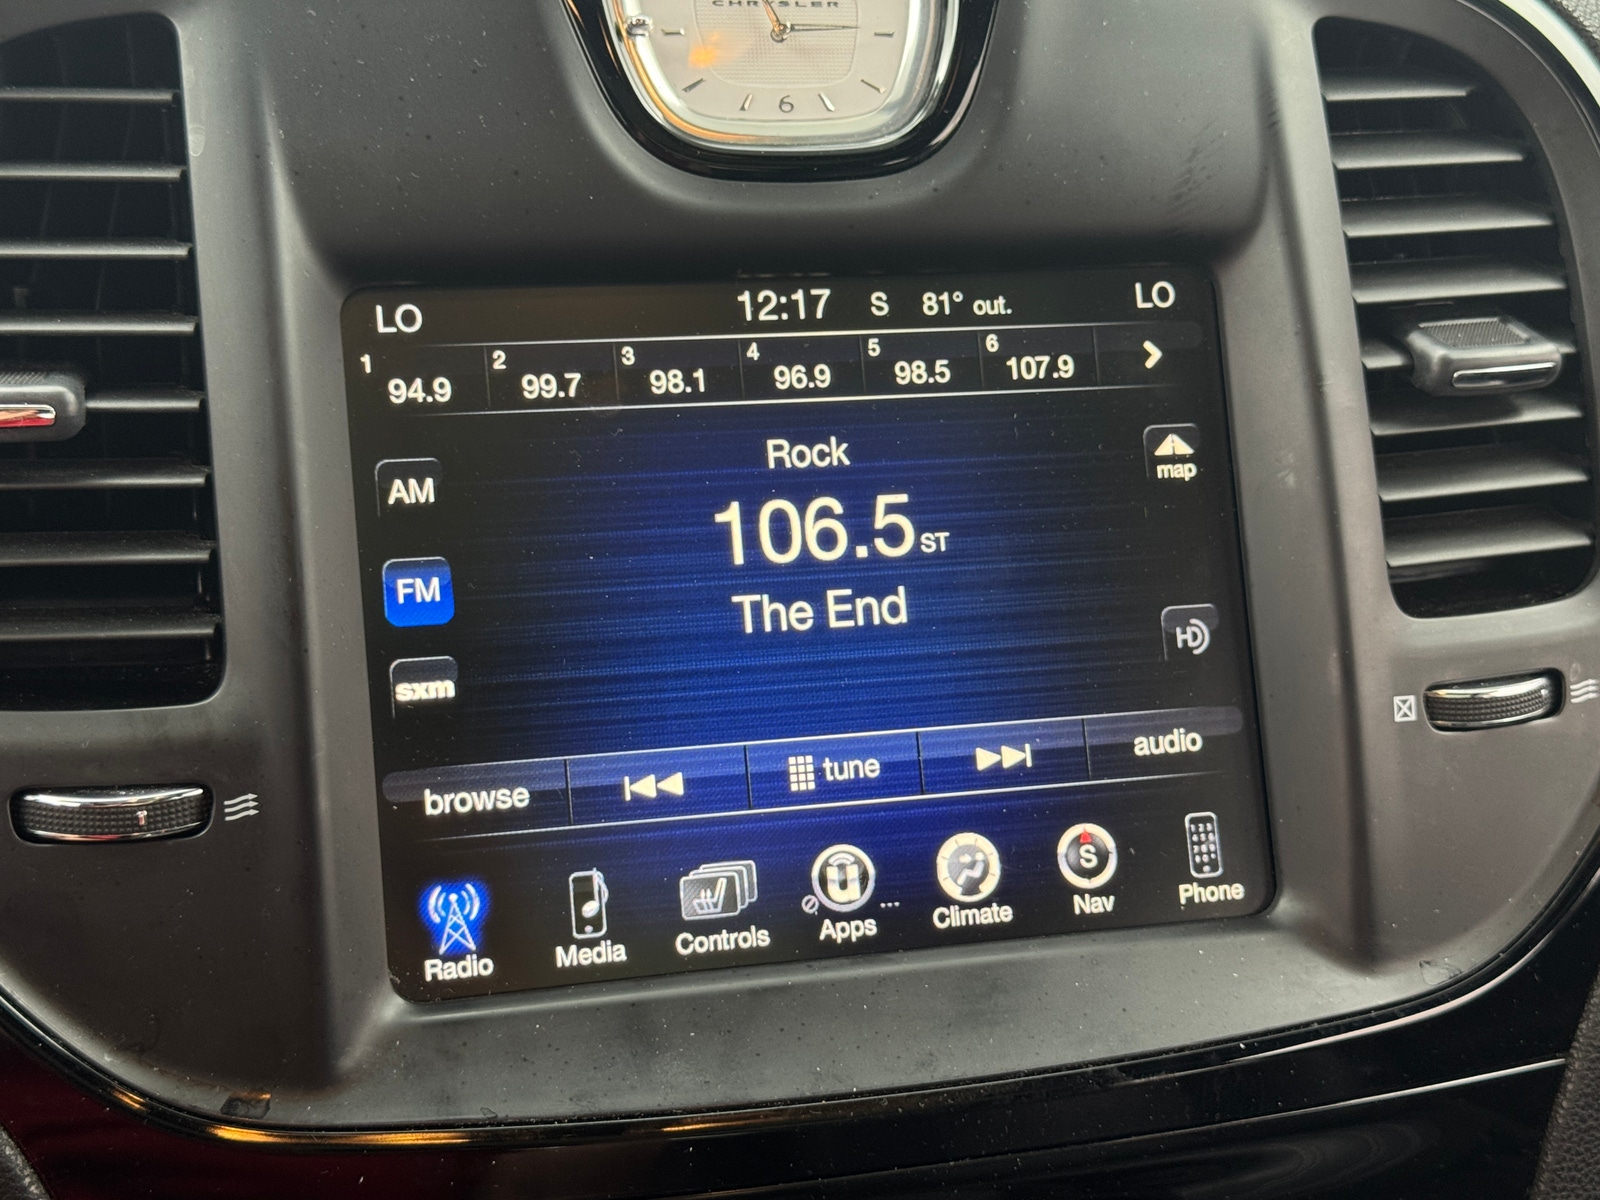 CHRYSLER
6
LO 12:17 S 81° out. LO
1 94.9 2 99.7 3 98.1 4 96.9 5 98.5 6 107.9
Rock
map
AM
106.5 ST
FM
The End
HD
sxm
browse tune audio
S
Radio Media Controls Apps ... Climate Nav Phone